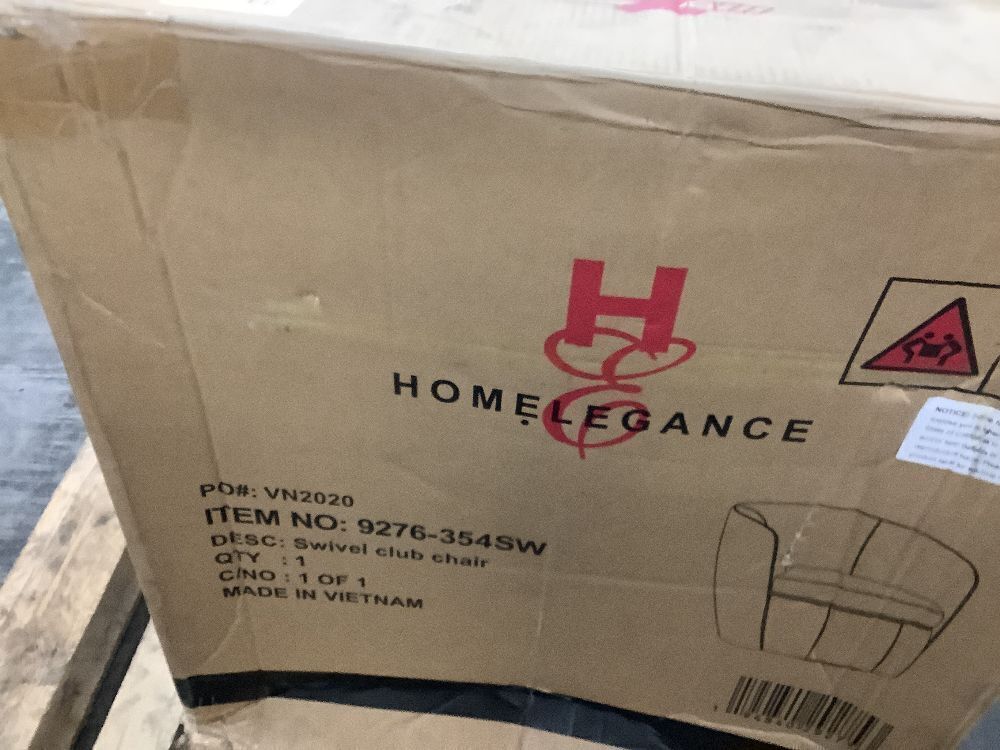 HOMELEGANCE
PO#: VN2020
ITEM NO: 9276-354SW
DESC: Swivel club chair
QTY : 1
C/NO : 1 OF 1
MADE IN VIETNAM
NOTICE: